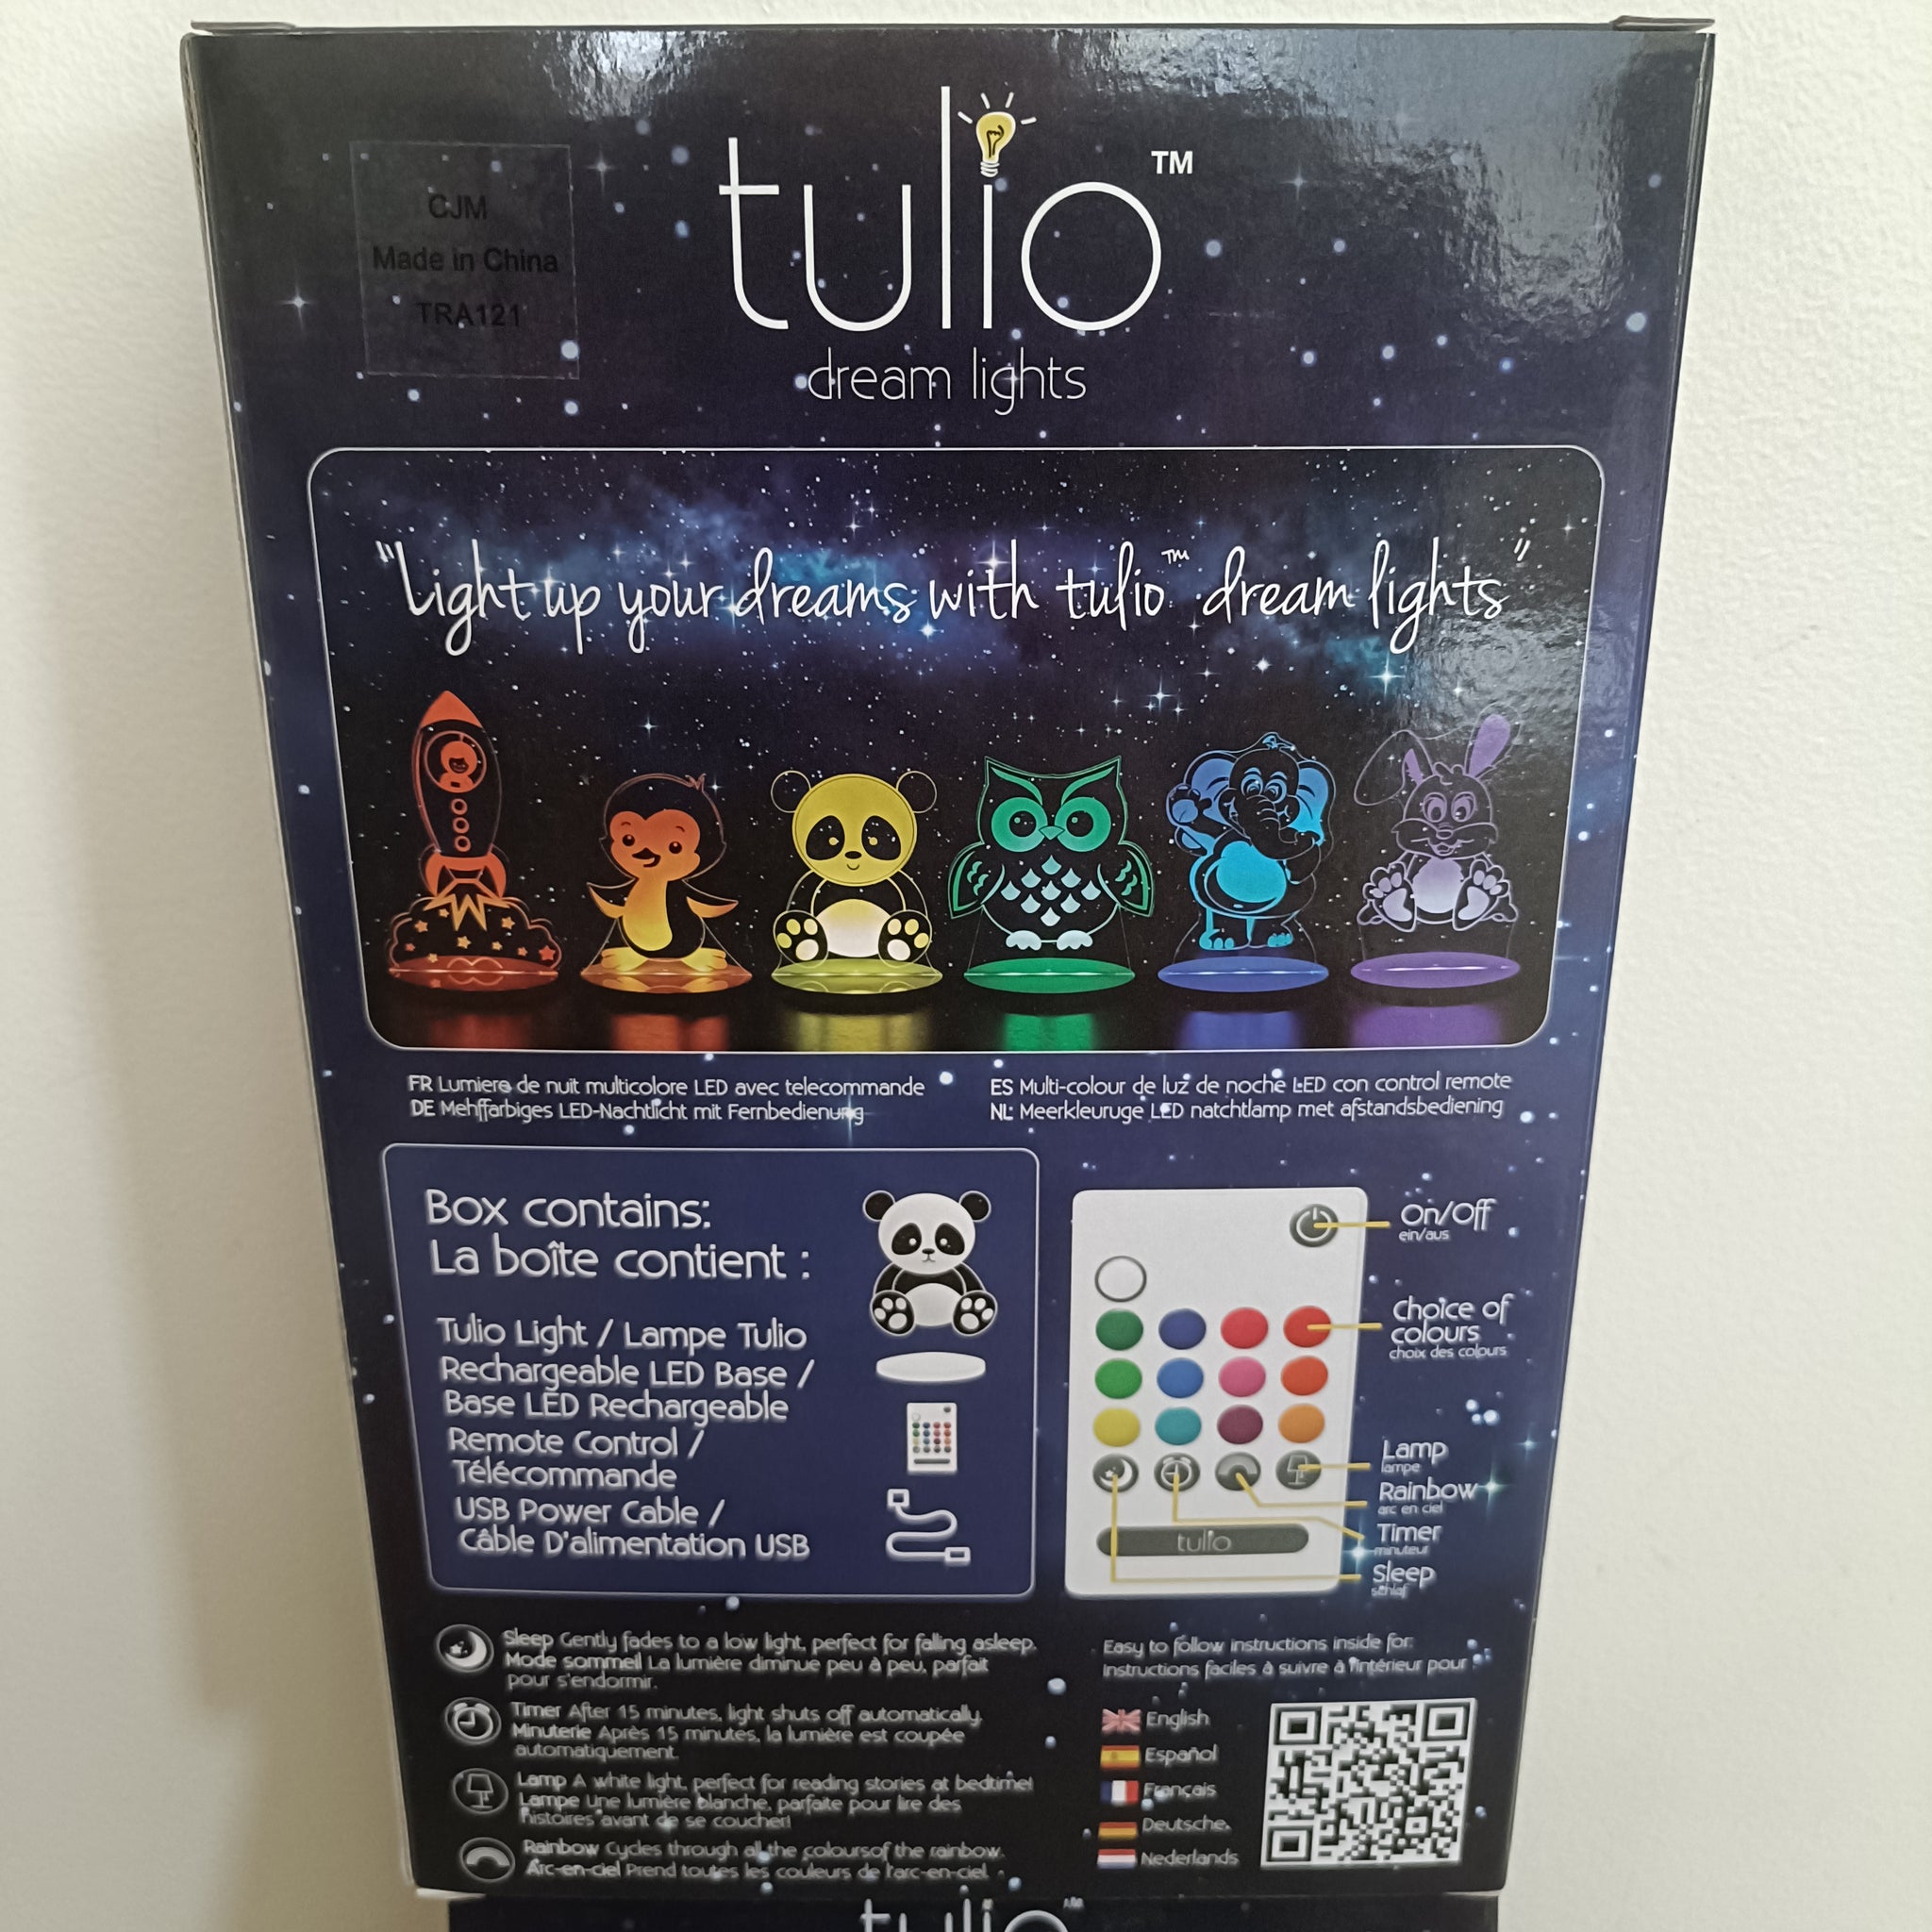 CJM
Made in China
TRA121
tulio™
dream lights
"Light up your dreams with tulio™ dream lights"
FR Lumiere de nuit multicolore LED avec telecommande
DE Mehffarbiges LED-Nachtlicht mit Fernbedienung
ES Multi-colour de luz de noche LED con control remote
NL Meerkleuruge LED natchtlamp met afstandsbediening
Box contains:
La boîte contient :
Tulio Light / Lampe Tulio
Rechargeable LED Base /
Base LED Rechargeable
Remote Control /
Télécommande
USB Power Cable /
Câble D'alimentation USB
On/Off
ein/aus
Choice of
colours
choix des colours
Lamp
lampe
Rainbow
arc en ciel
Timer
minuteur
Sleep
schlaf
tulio
Sleep Gently fades to a low light, perfect for falling asleep.
Mode sommeil La lumière diminue peu à peu, parfait
pour s'endormir.
Timer After 15 minutes, light shuts off automatically.
Minuterie Après 15 minutes, la lumière est coupée
automatiquement.
Lamp A white light, perfect for reading stories at bedtime!
Lampe Une lumière blanche, parfaite pour lire des
histoires avant de se coucher!
Rainbow Cycles through all the coloursof the rainbow.
Arc-en-ciel Prend toutes les couleurs de l'arc-en-ciel.
Easy to follow instructions inside for:
Instructions faciles à suivre à l'intérieur pour :
English
Español
Français
Deutsche
Nederlands
tulio™